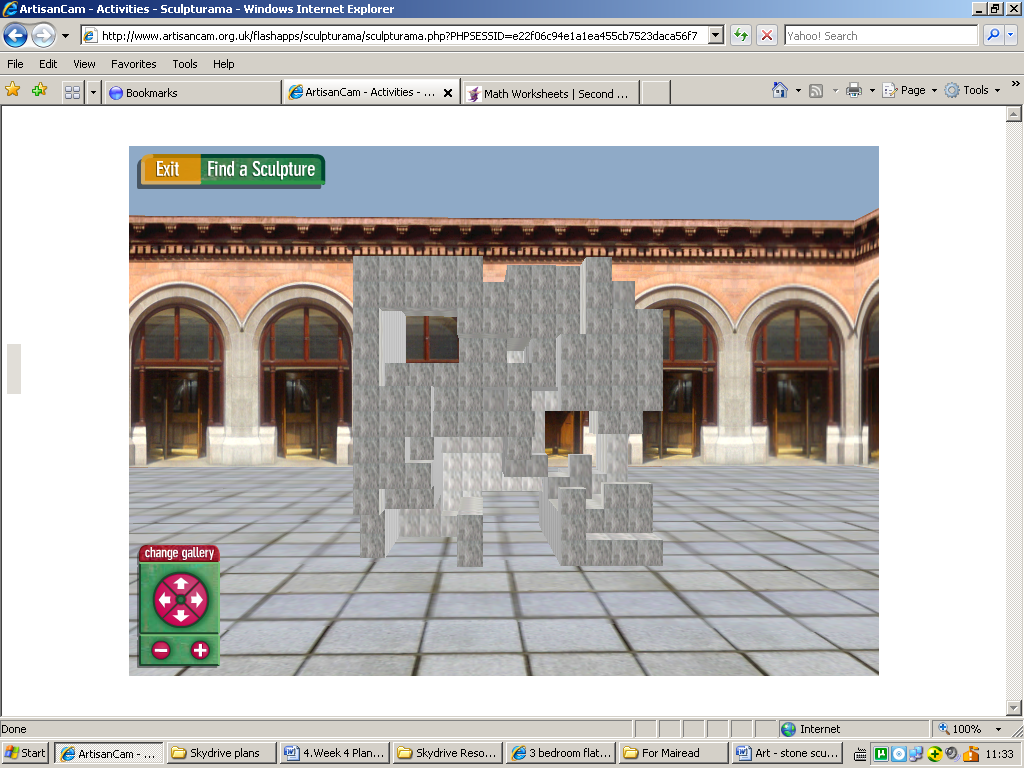 ArtisanCam - Activities - Sculpturama - Windows Internet Explorer
http://www.artisancam.org.uk/flashapps/sculpturama/sculpturama.php?PHPSESSID=e22f06c94e1a1ea455cb7523daca56f7
Yahoo! Search
File Edit View Favorites Tools Help
Bookmarks
ArtisanCam - Activities - ...
Math Worksheets | Second ...
Page
Tools
Exit Find a Sculpture
change gallery
Done
Internet
100%
Start
ArtisanCam - ...
Skydrive plans
4.Week 4 Plan...
Skydrive Reso...
3 bedroom flat...
For Mairead
Art - stone scu...
11:33